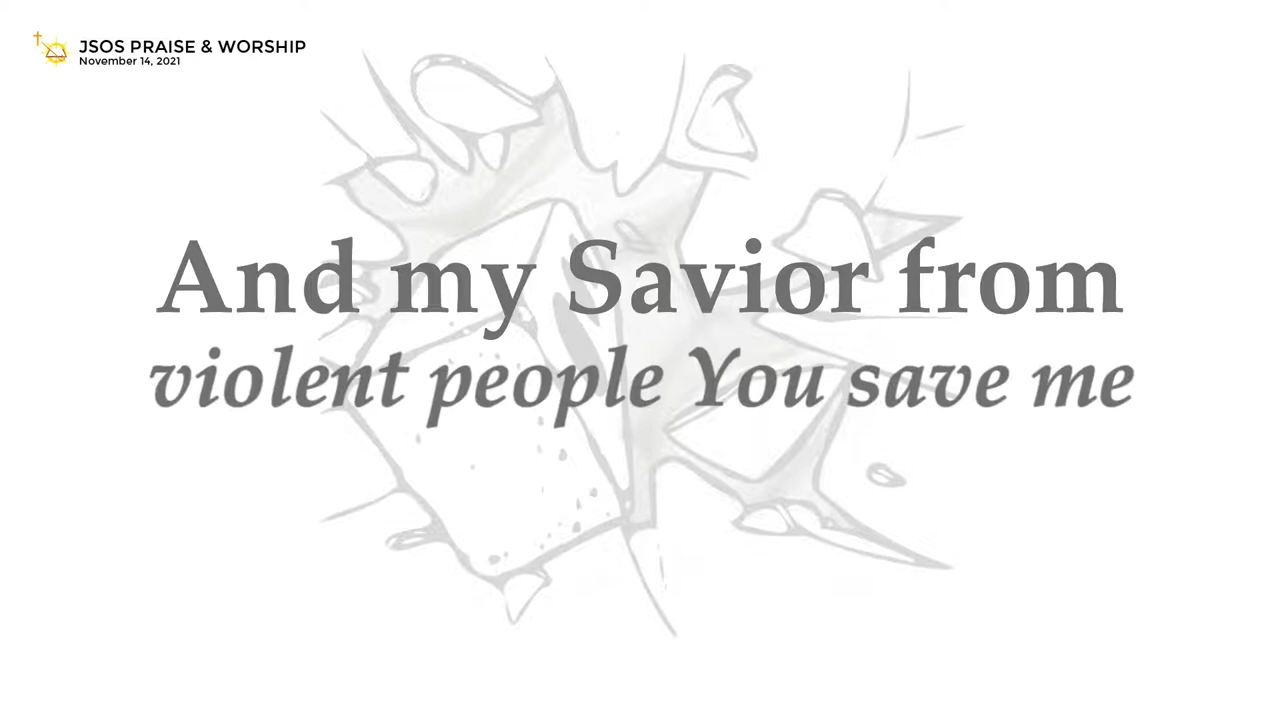 JSOS PRAISE & WORSHIP
November 14, 2021
And my Savior from
violent people You save me